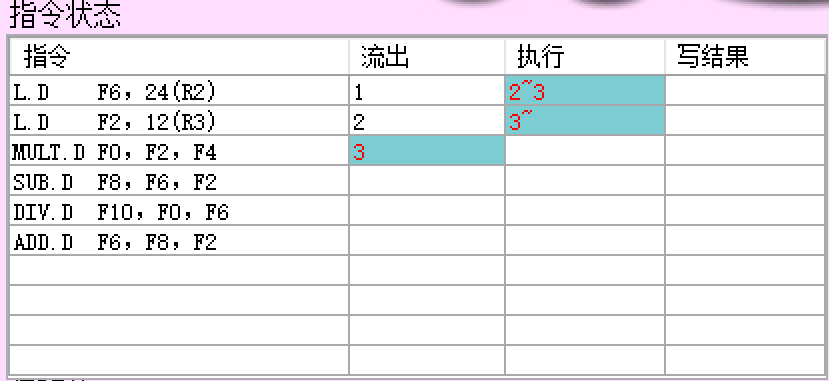 指令状态
指令 流出 执行 写结果
L.D F6, 24(R2) 1 2~3
L.D F2, 12(R3) 2 3~
MULT.D F0, F2, F4 3
SUB.D F8, F6, F2
DIV.D F10, F0, F6
ADD.D F6, F8, F2